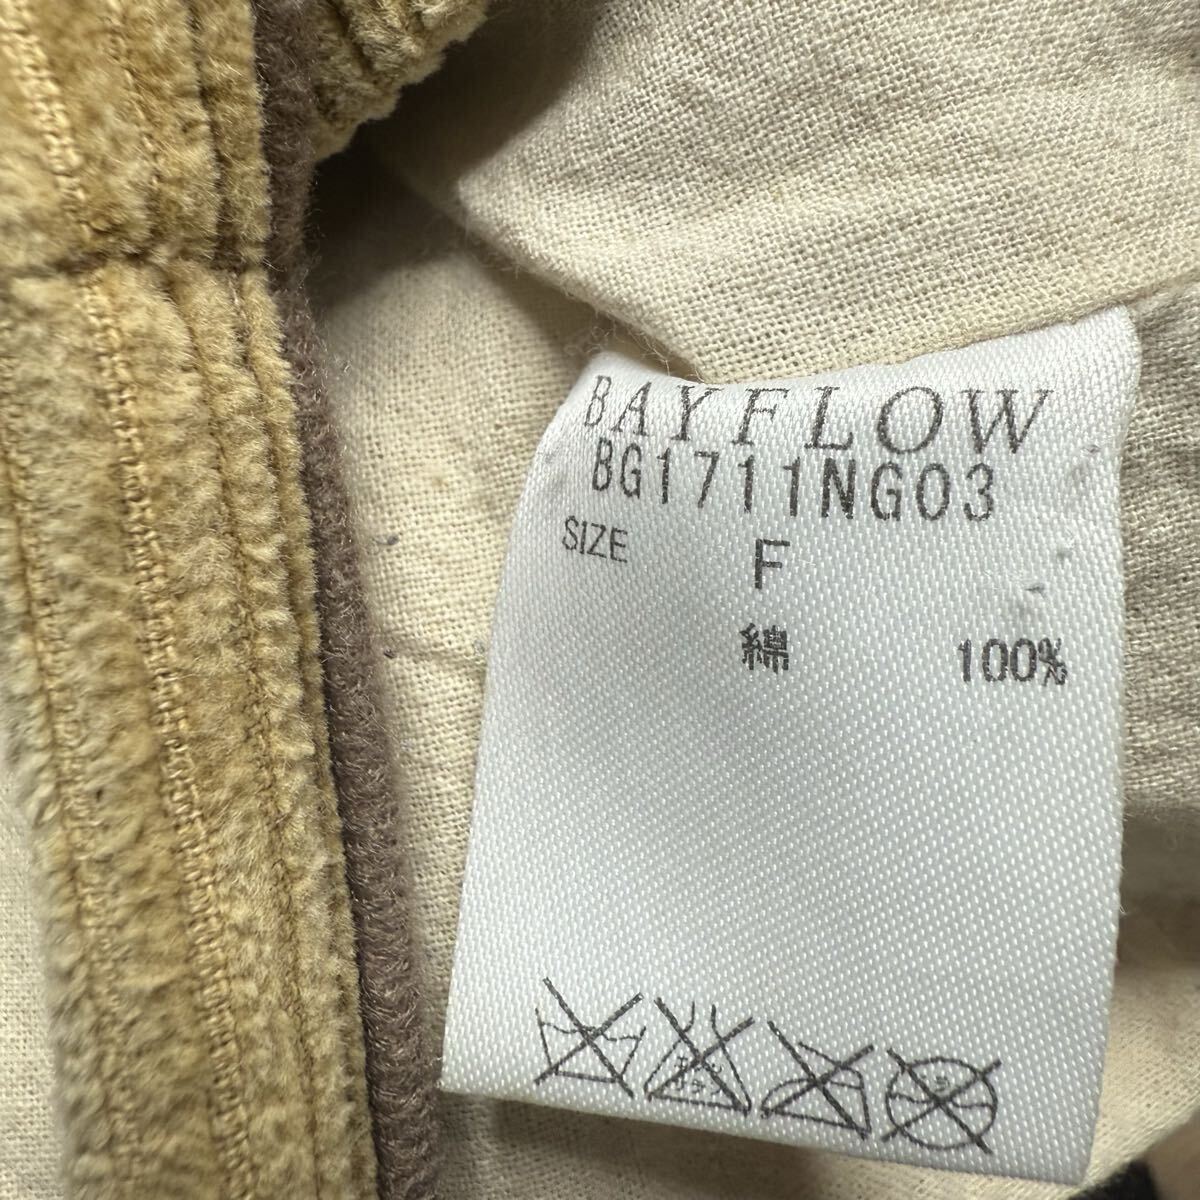 BAYFLOW
BG1711NG03
SIZE F
綿 100%